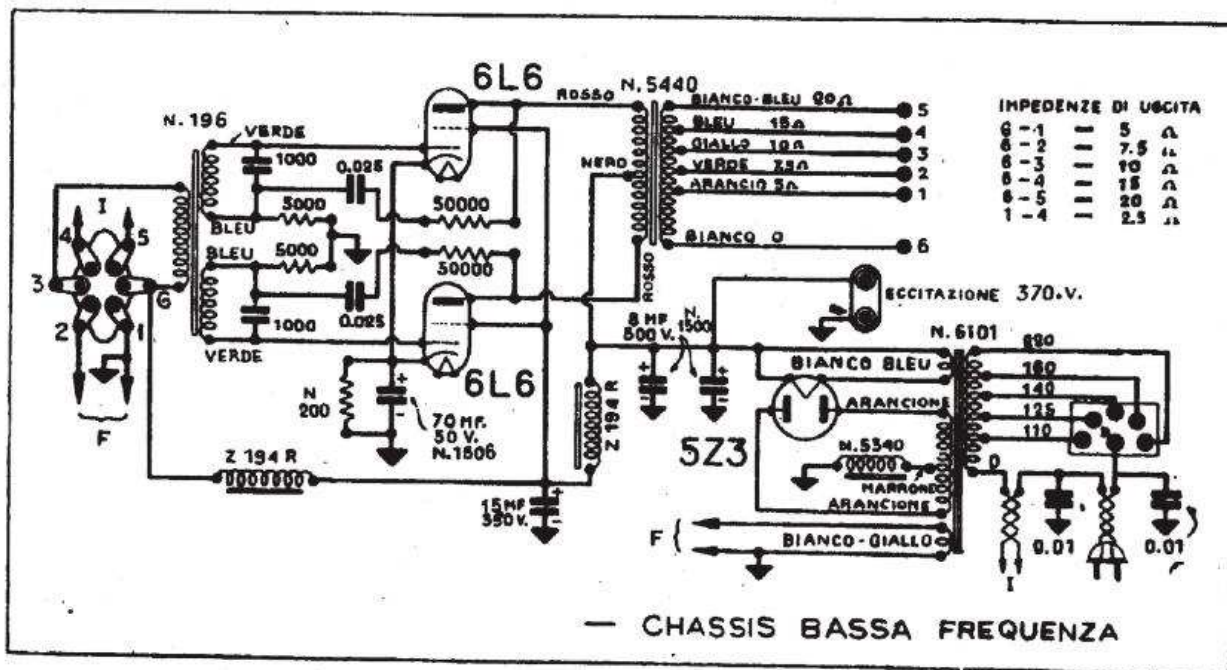 6L6
N. 5440
ROSSO
BIANCO-BLEU 20 Ω
5
BLEU 15 Ω
4
GIALLO 10 Ω
3
VERDE 7.5 Ω
2
ARANCIO 5 Ω
1
BIANCO 0
6
NERO
ROSSO
IMPEDENZE DI USCITA
6 - 1 = 5 Ω
6 - 2 = 7.5 Ω
6 - 3 = 10 Ω
6 - 4 = 15 Ω
6 - 5 = 20 Ω
1 - 4 = 2.5 Ω
N. 196
VERDE
1000
0.025
5000
50000
BLEU
BLEU
5000
50000
1000
0.025
VERDE
I
4
5
3
6
2
1
F
6L6
N
200
70 MF.
50 V.
N. 1506
Z 194 R
15 MF
350 V.
Z 194 R
8 MF
500 V.
N. 1500
ECCITAZIONE 370. V.
N. 6101
BIANCO BLEU
ARANCIONE
5Z3
N. 5340
MARRONE
ARANCIONE
F
BIANCO - GIALLO
220
160
140
125
110
0
I
0.01
0.01
— CHASSIS BASSA FREQUENZA